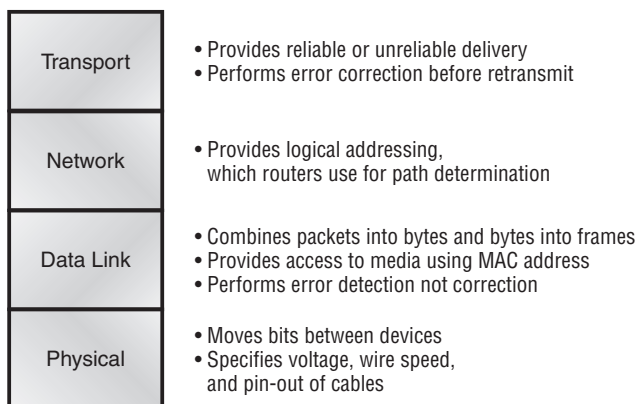 Transport
• Provides reliable or unreliable delivery
• Performs error correction before retransmit
Network
• Provides logical addressing,
which routers use for path determination
Data Link
• Combines packets into bytes and bytes into frames
• Provides access to media using MAC address
• Performs error detection not correction
Physical
• Moves bits between devices
• Specifies voltage, wire speed,
and pin-out of cables